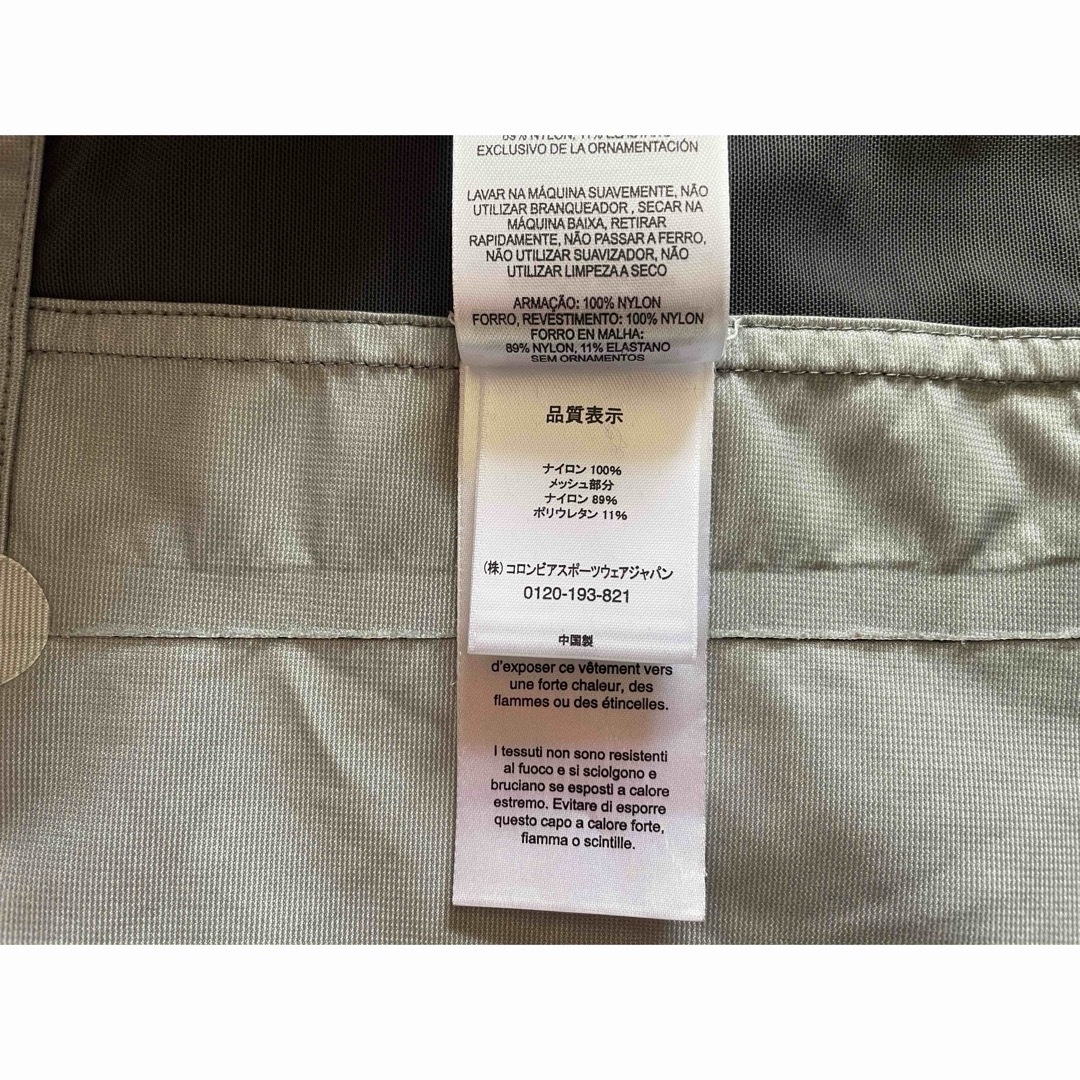 89% NYLON, 11% ELASTANO
EXCLUSIVO DE LA ORNAMENTACIÓN
LAVAR NA MÁQUINA SUAVEMENTE, NÃO
UTILIZAR BRANQUEADOR , SECAR NA
MÁQUINA BAIXA, RETIRAR
RAPIDAMENTE, NÃO PASSAR A FERRO,
NÃO UTILIZAR SUAVIZADOR, NÃO
UTILIZAR LIMPEZA A SECO
ARMAÇÃO: 100% NYLON
FORRO, REVESTIMENTO: 100% NYLON
FORRO EN MALHA:
89% NYLON, 11% ELASTANO
SEM ORNAMENTOS
品質表示
ナイロン 100%
メッシュ部分
ナイロン 89%
ポリウレタン 11%
(株)コロンビアスポーツウェアジャパン
0120-193-821
中国製
d'exposer ce vêtement vers
une forte chaleur, des
flammes ou des étincelles.
I tessuti non sono resistenti
al fuoco e si sciolgono e
bruciano se esposti a calore
estremo. Evitare di esporre
questo capo a calore forte,
fiamma o scintille.